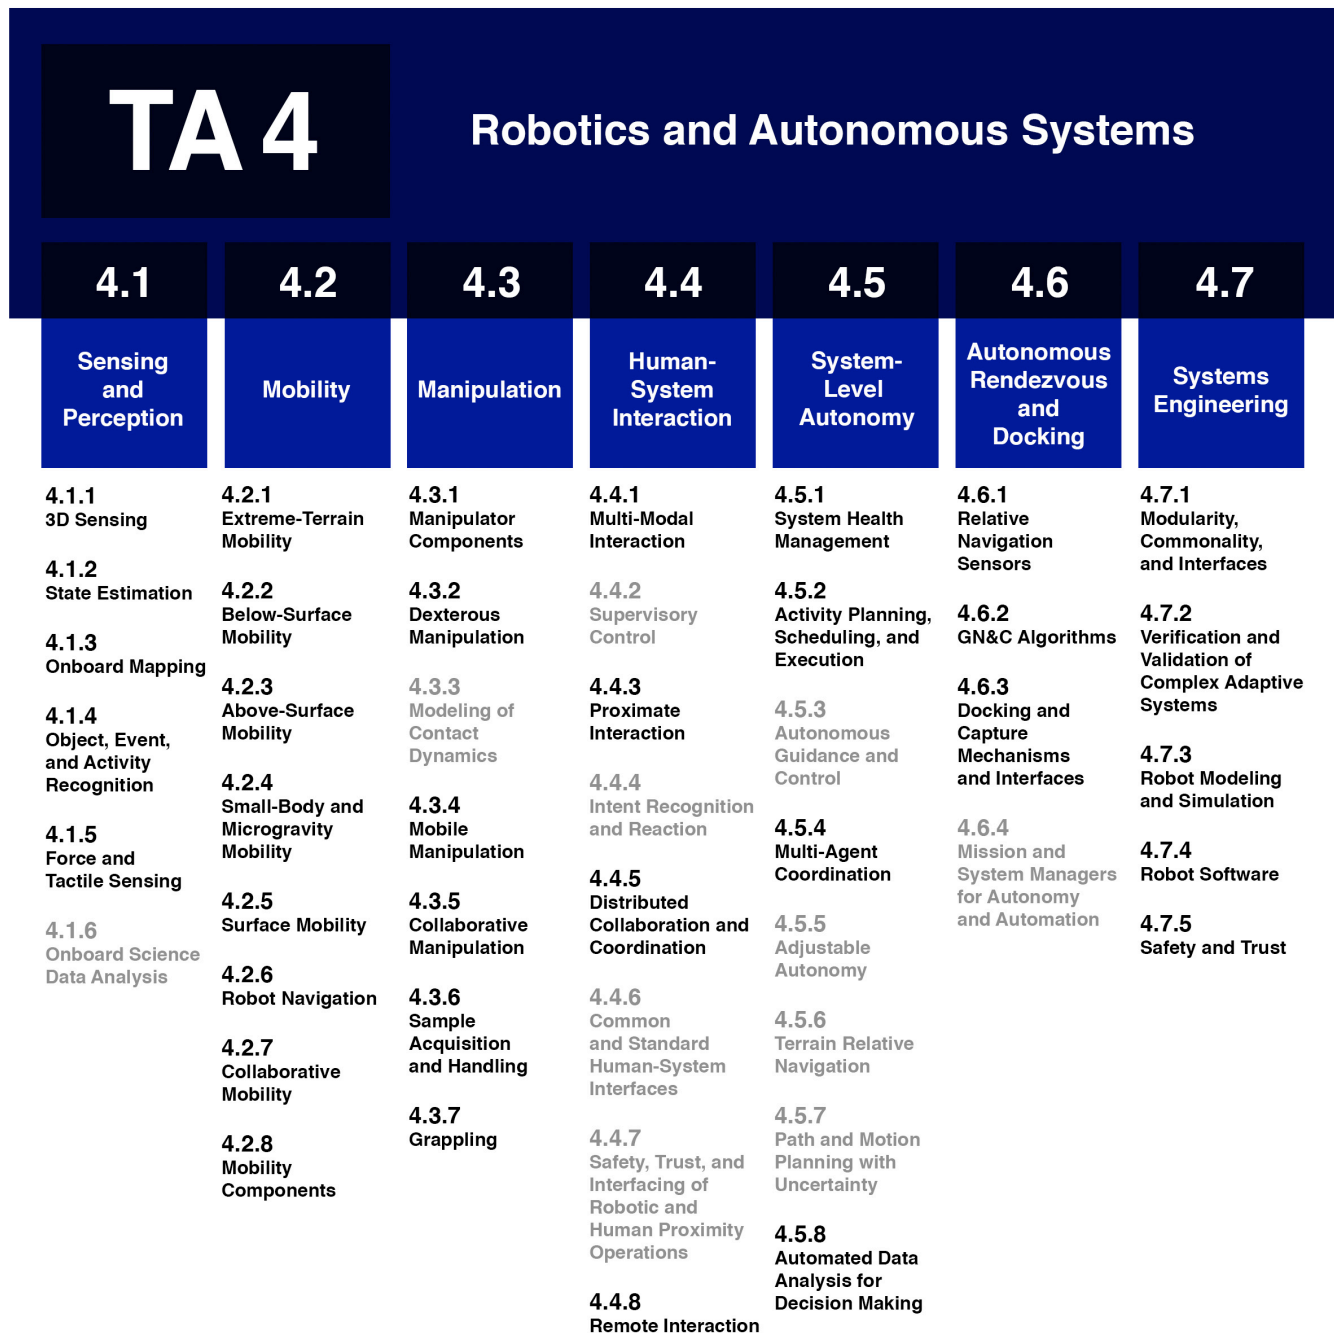 TA 4
Robotics and Autonomous Systems
4.1
Sensing
and
Perception
4.1.1
3D Sensing
4.1.2
State Estimation
4.1.3
Onboard Mapping
4.1.4
Object, Event,
and Activity
Recognition
4.1.5
Force and
Tactile Sensing
4.1.6
Onboard Science
Data Analysis
4.2
Mobility
4.2.1
Extreme-Terrain
Mobility
4.2.2
Below-Surface
Mobility
4.2.3
Above-Surface
Mobility
4.2.4
Small-Body and
Microgravity
Mobility
4.2.5
Surface Mobility
4.2.6
Robot Navigation
4.2.7
Collaborative
Mobility
4.2.8
Mobility
Components
4.3
Manipulation
4.3.1
Manipulator
Components
4.3.2
Dexterous
Manipulation
4.3.3
Modeling of
Contact
Dynamics
4.3.4
Mobile
Manipulation
4.3.5
Collaborative
Manipulation
4.3.6
Sample
Acquisition
and Handling
4.3.7
Grappling
4.4
Human-
System
Interaction
4.4.1
Multi-Modal
Interaction
4.4.2
Supervisory
Control
4.4.3
Proximate
Interaction
4.4.4
Intent Recognition
and Reaction
4.4.5
Distributed
Collaboration and
Coordination
4.4.6
Common
and Standard
Human-System
Interfaces
4.4.7
Safety, Trust, and
Interfacing of
Robotic and
Human Proximity
Operations
4.4.8
Remote Interaction
4.5
System-
Level
Autonomy
4.5.1
System Health
Management
4.5.2
Activity Planning,
Scheduling, and
Execution
4.5.3
Autonomous
Guidance and
Control
4.5.4
Multi-Agent
Coordination
4.5.5
Adjustable
Autonomy
4.5.6
Terrain Relative
Navigation
4.5.7
Path and Motion
Planning with
Uncertainty
4.5.8
Automated Data
Analysis for
Decision Making
4.6
Autonomous
Rendezvous
and
Docking
4.6.1
Relative
Navigation
Sensors
4.6.2
GN&C Algorithms
4.6.3
Docking and
Capture
Mechanisms
and Interfaces
4.6.4
Mission and
System Managers
for Autonomy
and Automation
4.7
Systems
Engineering
4.7.1
Modularity,
Commonality,
and Interfaces
4.7.2
Verification and
Validation of
Complex Adaptive
Systems
4.7.3
Robot Modeling
and Simulation
4.7.4
Robot Software
4.7.5
Safety and Trust